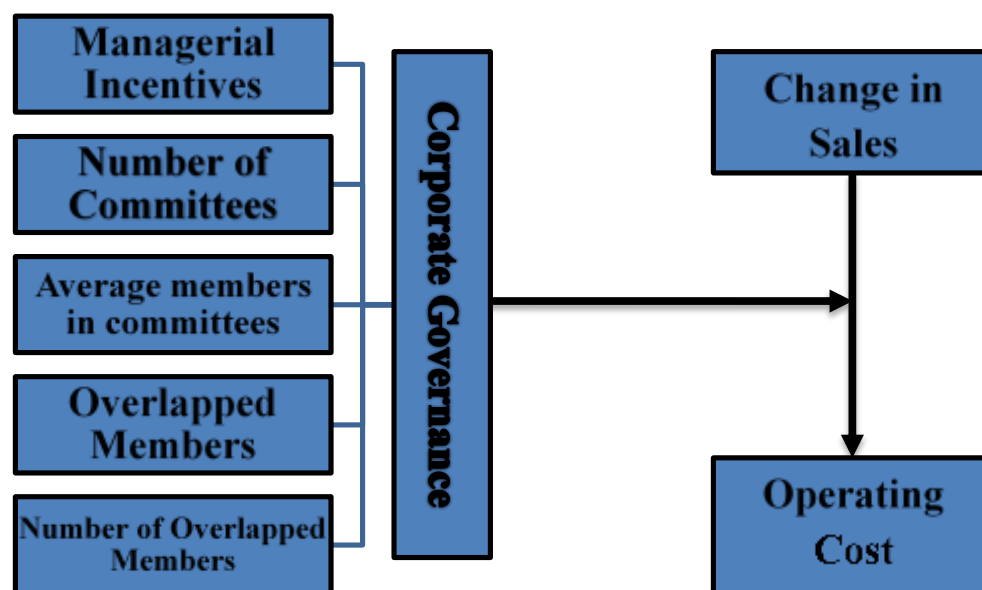 Managerial
Incentives
Number of
Committees
Average members
in committees
Overlapped
Members
Number of Overlapped
Members
Corporate Governance
Change in
Sales
Operating
Cost